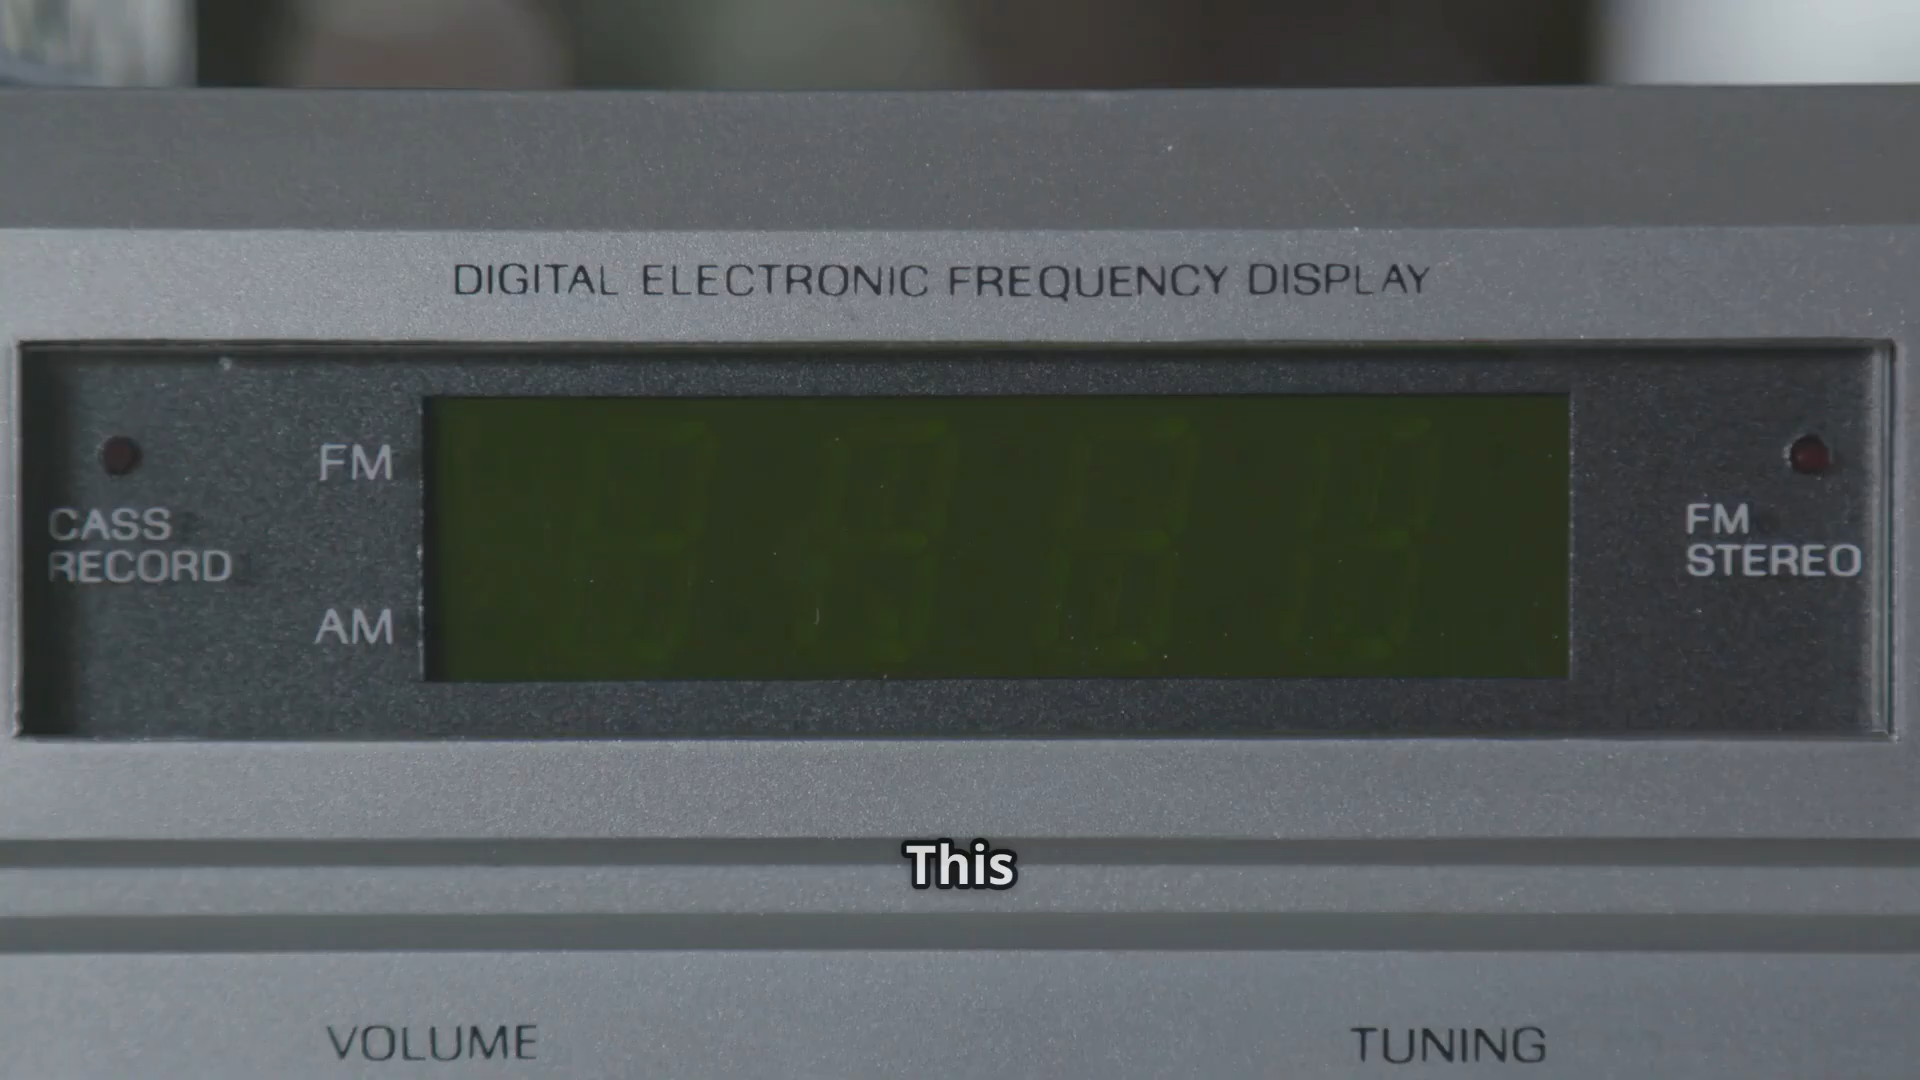 DIGITAL ELECTRONIC FREQUENCY DISPLAY
FM
CASS
RECORD
AM
FM
STEREO
This
VOLUME
TUNING